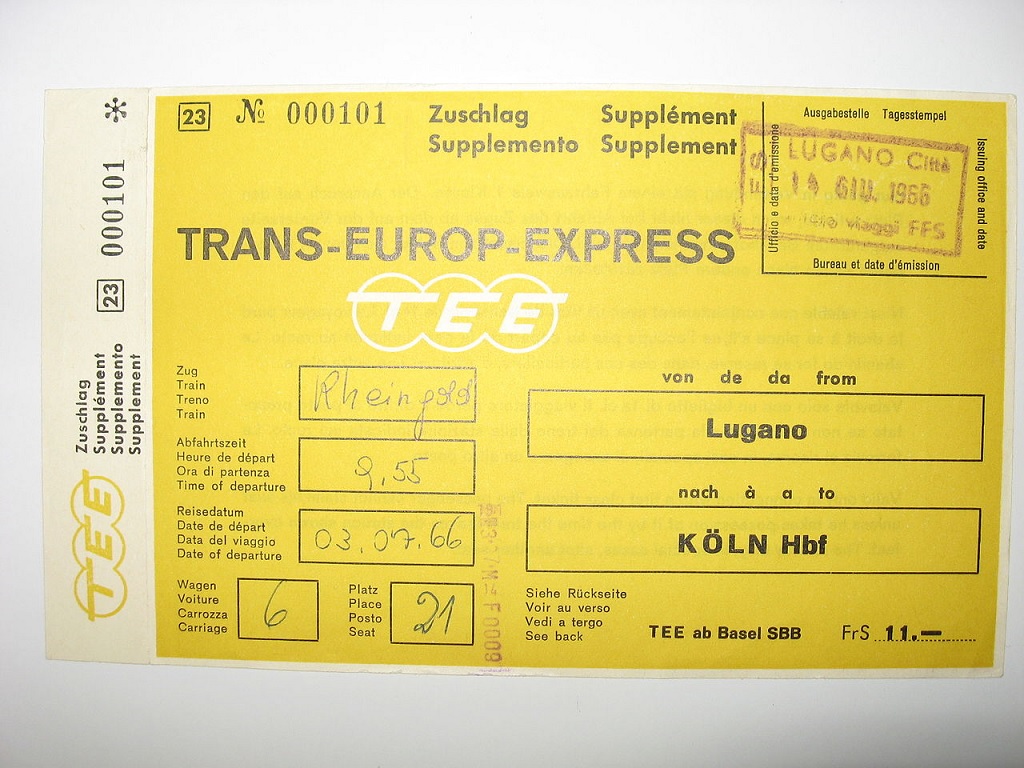 *
000101
23
Zuschlag
Supplément
Supplemento
Supplement
TEE
23 № 000101
Zuschlag Supplément
Supplemento Supplement
Ausgabestelle Tagesstempel
Ufficio e data d'emissione
Issuing office and date
Bureau et date d'émission
LUGANO Città
GIU. 1966
viaggi FFS
TRANS-EUROP-EXPRESS
TEE
Zug
Train
Treno
Train
Rheingold
Abfahrtszeit
Heure de départ
Ora di partenza
Time of departure
9,55
Reisedatum
Date de départ
Data del viaggio
Date of departure
03.07.66
Wagen
Voiture
Carrozza
Carriage
6
Platz
Place
Posto
Seat
21
von de da from
Lugano
nach à a to
KÖLN Hbf
Siehe Rückseite
Voir au verso
Vedi a tergo
See back
TEE ab Basel SBB FrS 11.—